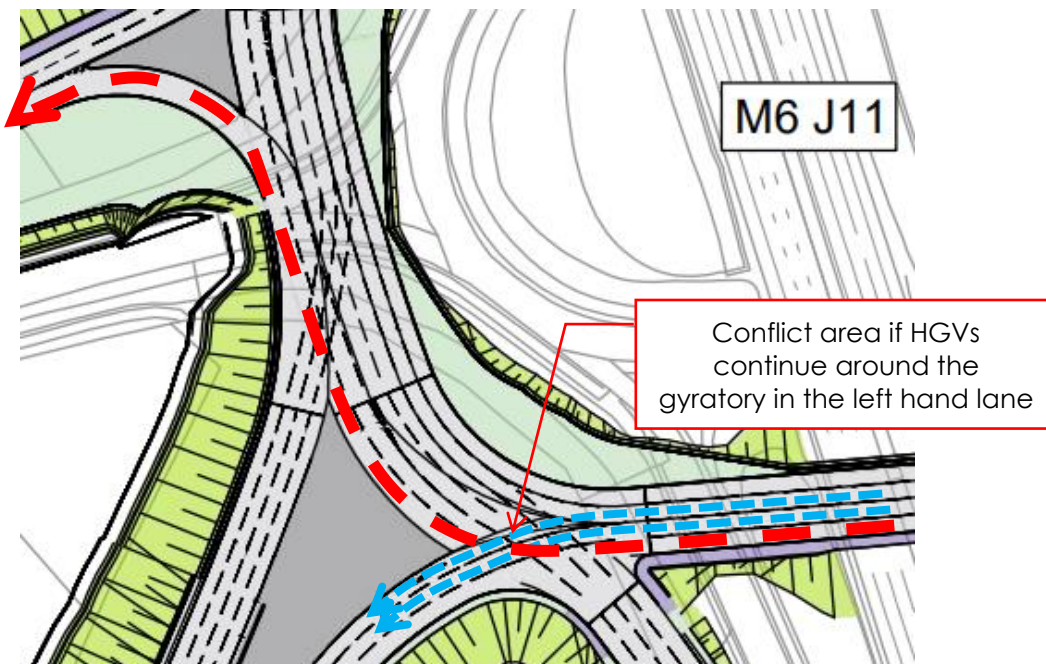 M6 J11
Conflict area if HGVs
continue around the
gyratory in the left hand lane